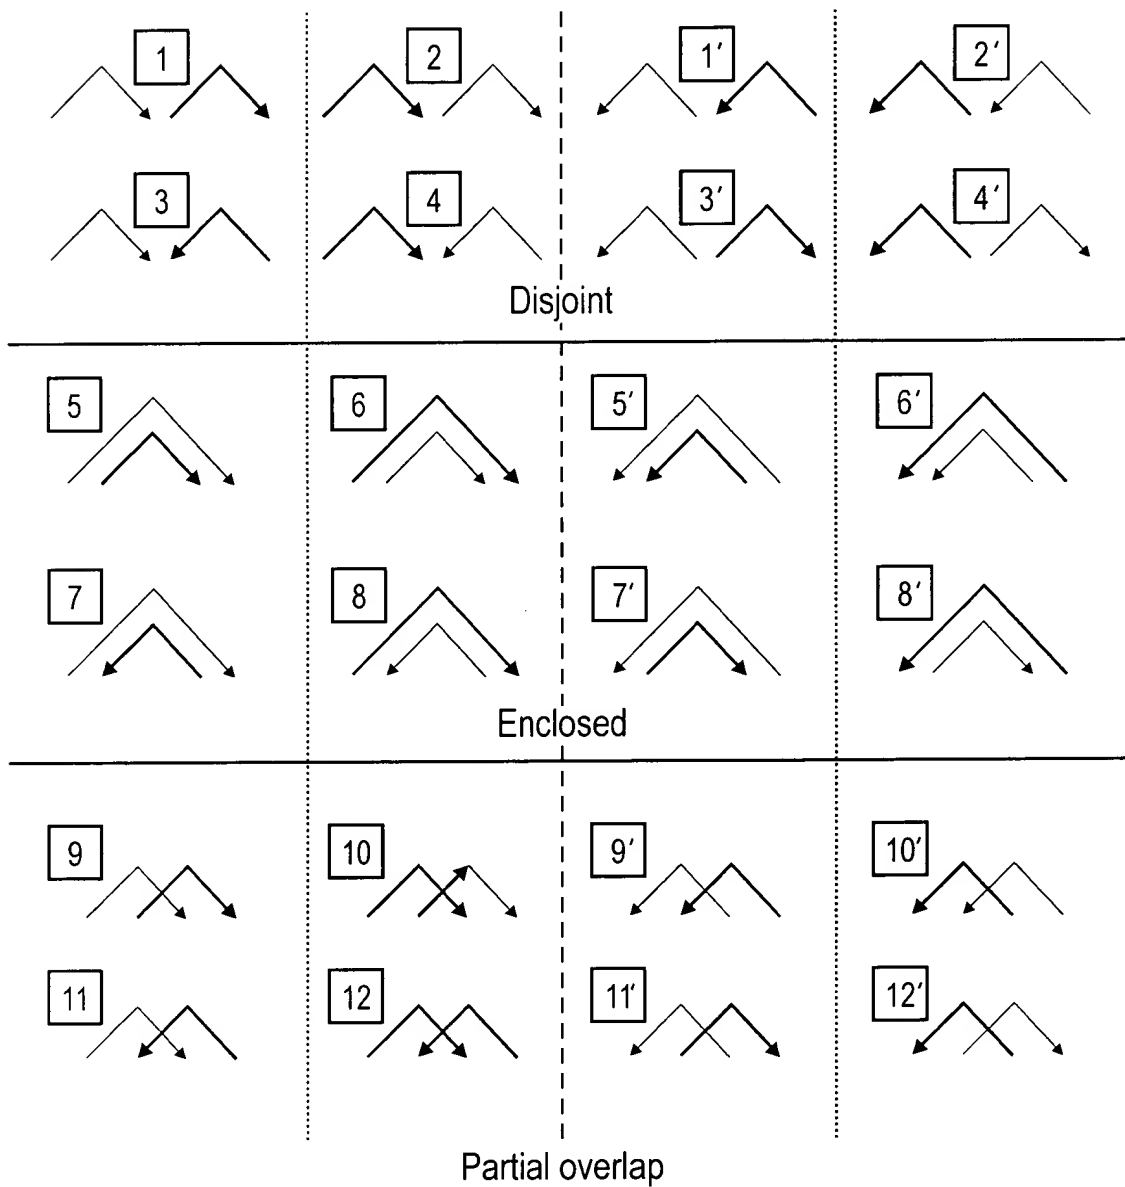 1 2 1′ 2′
3 4 3′ 4′
Disjoint
5 6 5′ 6′
7 8 7′ 8′
Enclosed
9 10 9′ 10′
11 12 11′ 12′
Partial overlap